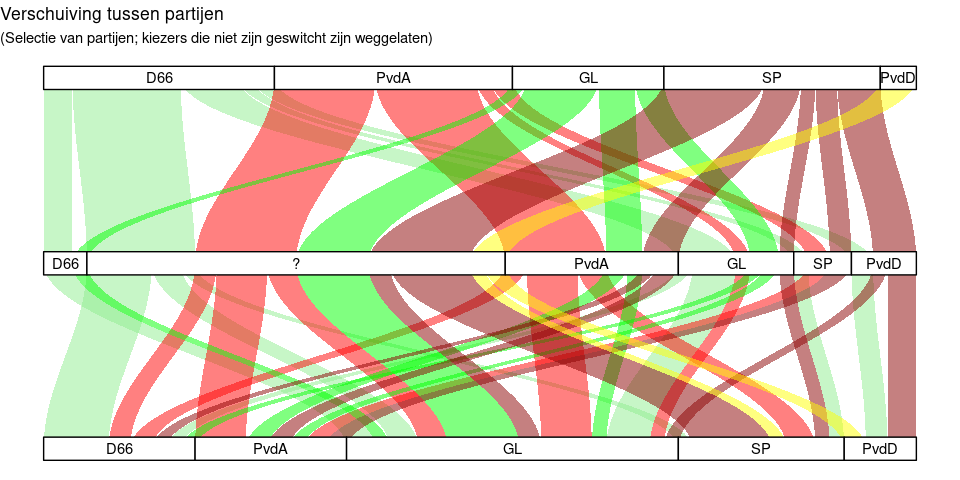 Verschuiving tussen partijen
(Selectie van partijen; kiezers die niet zijn geswitcht zijn weggelaten)
D66 PvdA GL SP PvdD
D66 ? PvdA GL SP PvdD
D66 PvdA GL SP PvdD